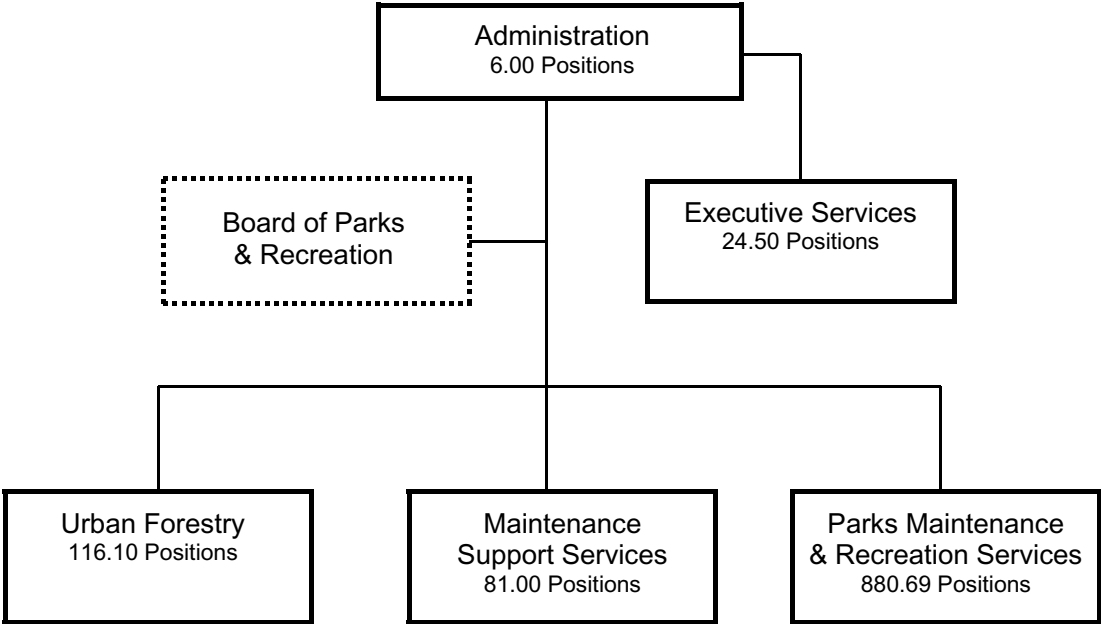 Administration
6.00 Positions
Board of Parks
& Recreation
Executive Services
24.50 Positions
Urban Forestry
116.10 Positions
Maintenance
Support Services
81.00 Positions
Parks Maintenance
& Recreation Services
880.69 Positions